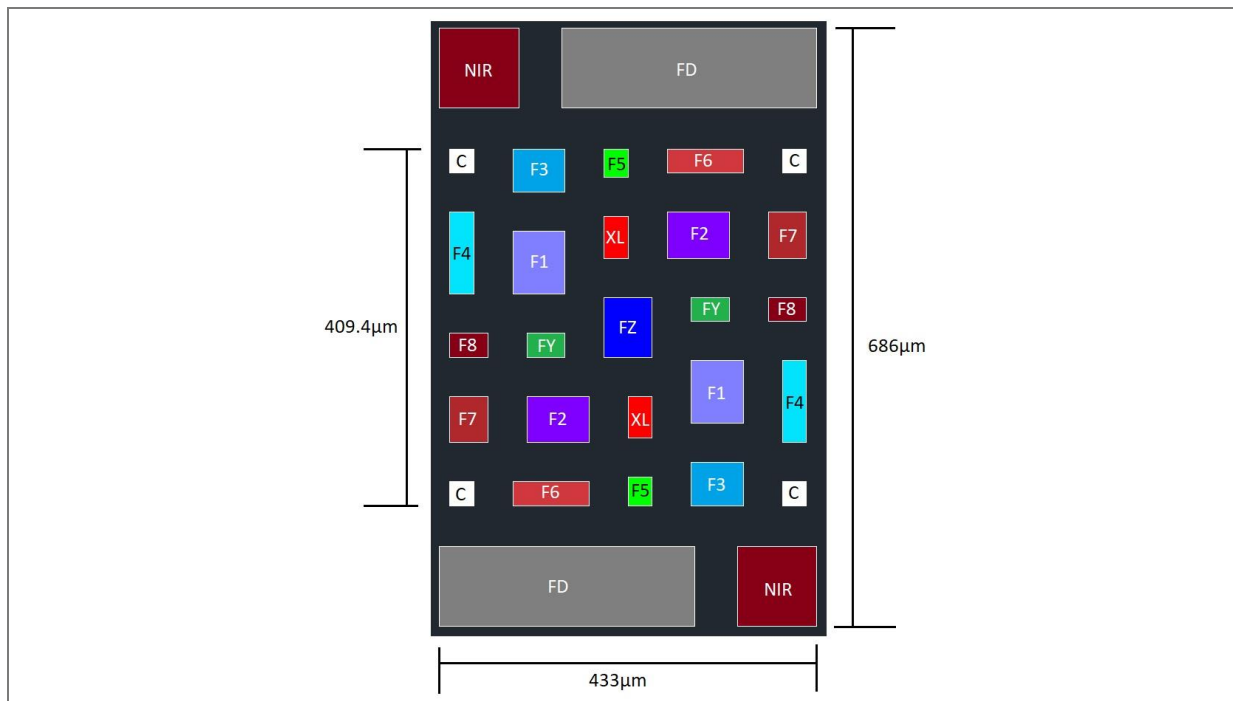 NIR FD
C F3 F5 F6 C
F4 F1 XL F2 F7
FZ FY F8
409.4µm
686µm
F8 FY
F1 F4
F7 F2 XL
C F6 F5 F3 C
FD NIR
433µm